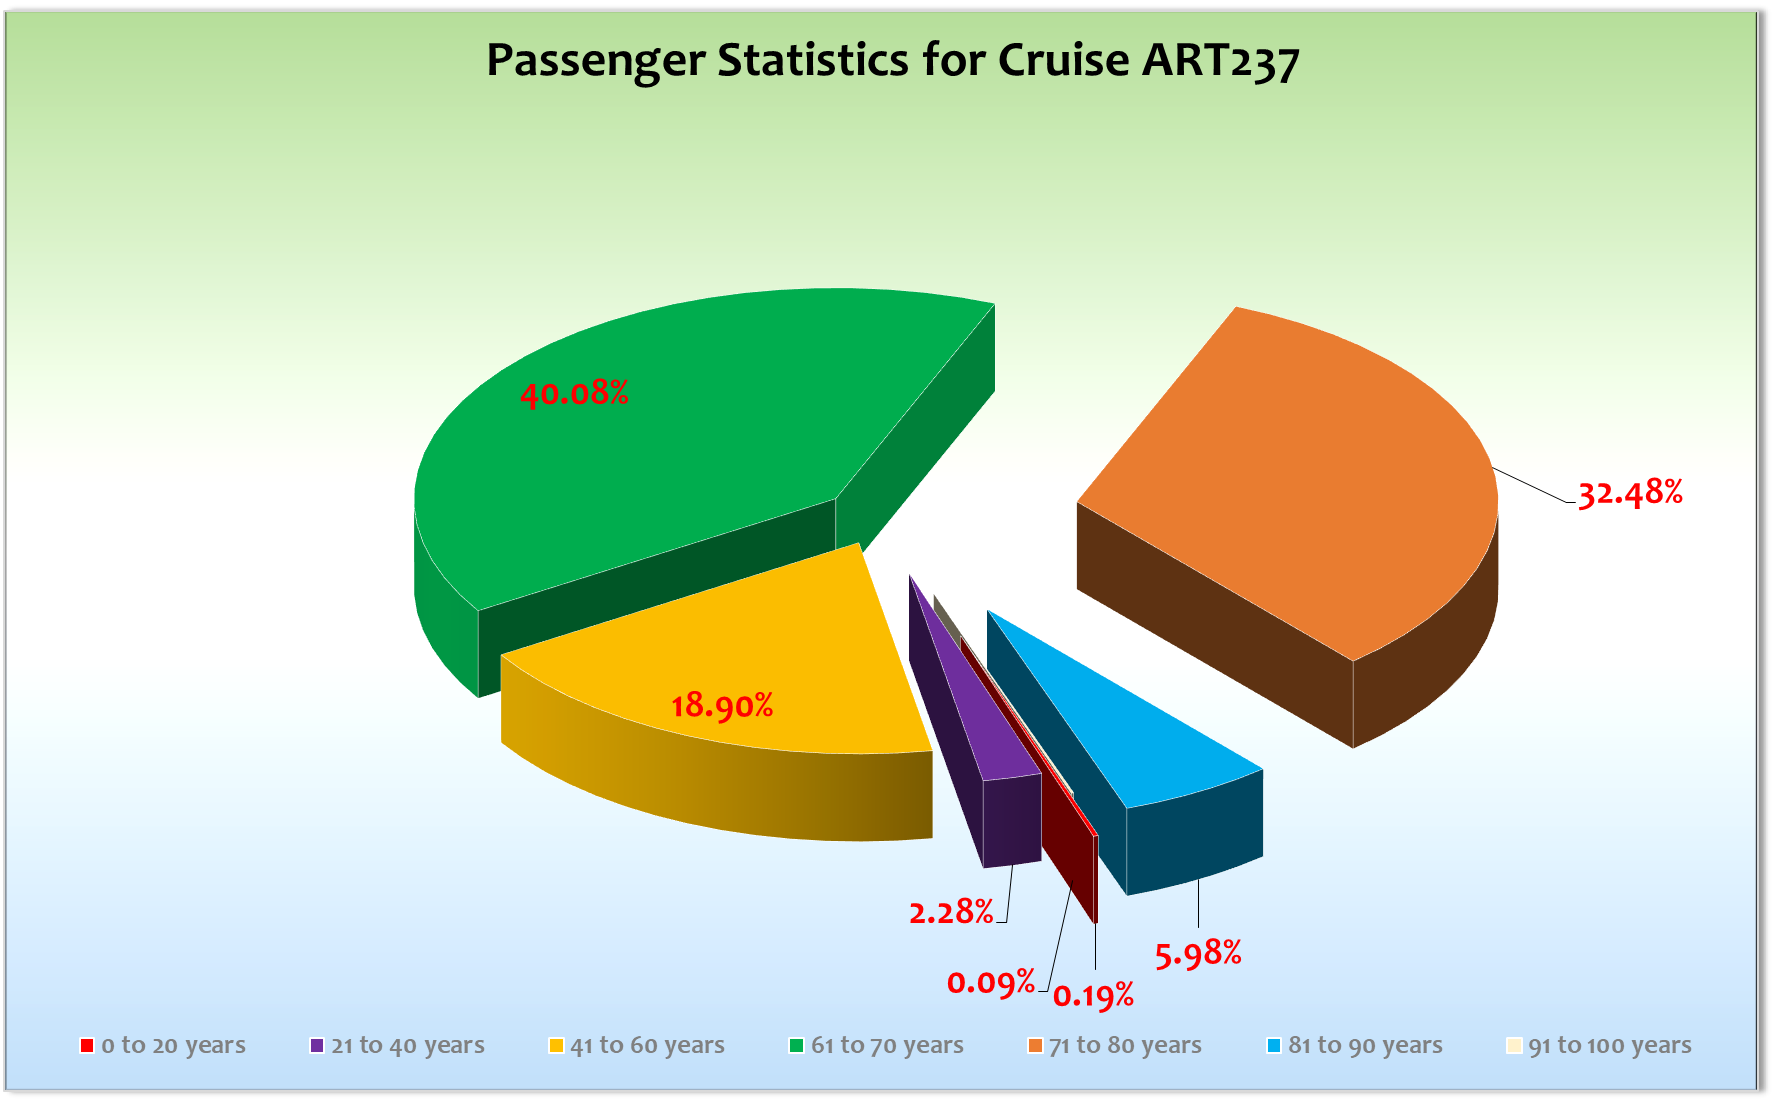 Passenger Statistics for Cruise ART237
40.08%
32.48%
18.90%
2.28%
5.98%
0.09%
0.19%
0 to 20 years
21 to 40 years
41 to 60 years
61 to 70 years
71 to 80 years
81 to 90 years
91 to 100 years